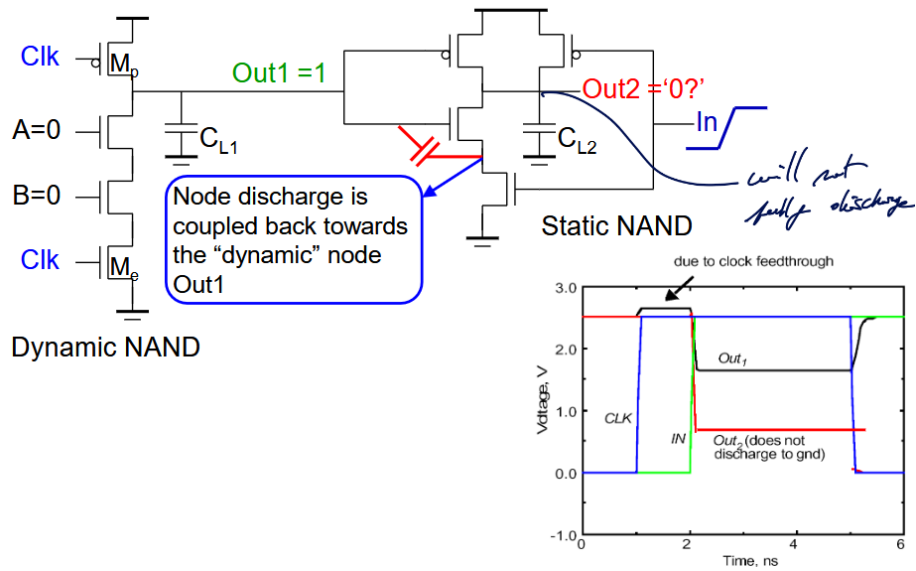 Clk
Mp
Out1 =1
Out2 ='0?'
In
A=0
CL1
CL2
will not
fully discharge
B=0
Node discharge is
coupled back towards
the "dynamic" node
Out1
Static NAND
Clk
Me
Dynamic NAND
due to clock feedthrough
3.0
2.0
1.0
0.0
-1.0
Vdtage, V
Out1
CLK
IN
Out2 (does not
discharge to gnd)
0
2
4
6
Time, ns